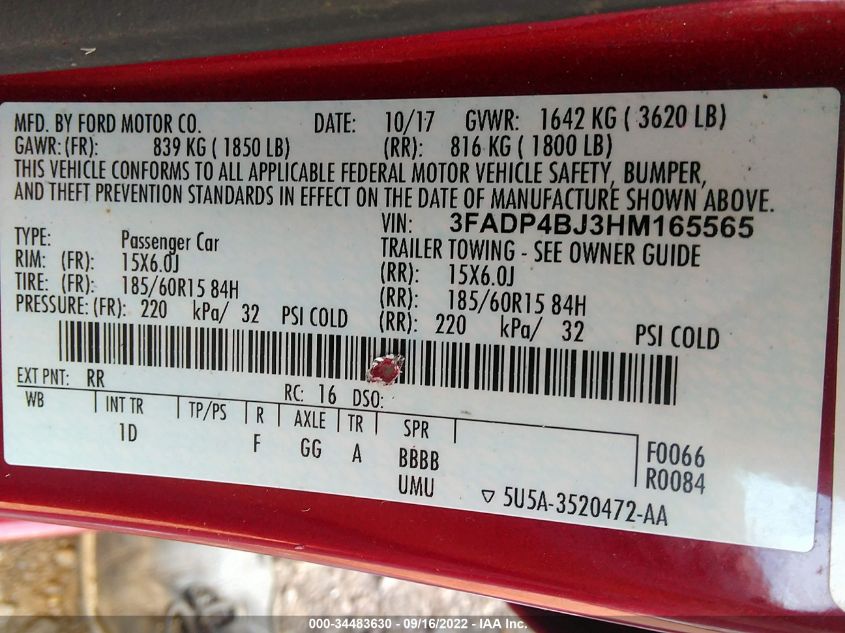 MFD. BY FORD MOTOR CO. DATE: 10/17 GVWR: 1642 KG ( 3620 LB)
GAWR: (FR): 839 KG ( 1850 LB) (RR): 816 KG ( 1800 LB)
THIS VEHICLE CONFORMS TO ALL APPLICABLE FEDERAL MOTOR VEHICLE SAFETY, BUMPER,
AND THEFT PREVENTION STANDARDS IN EFFECT ON THE DATE OF MANUFACTURE SHOWN ABOVE.
VIN: 3FADP4BJ3HM165565
TYPE: Passenger Car TRAILER TOWING - SEE OWNER GUIDE
RIM: (FR): 15X6.0J (RR): 15X6.0J
TIRE: (FR): 185/60R15 84H (RR): 185/60R15 84H
PRESSURE: (FR): 220 kPa/ 32 PSI COLD (RR): 220 kPa/ 32 PSI COLD
EXT PNT: RR RC: 16 DSO:
WB INT TR TP/PS R AXLE TR SPR
1D F GG A BBBB F0066
UMU R0084
▽ 5U5A-3520472-AA
000-34483630 - 09/16/2022 - IAA Inc.